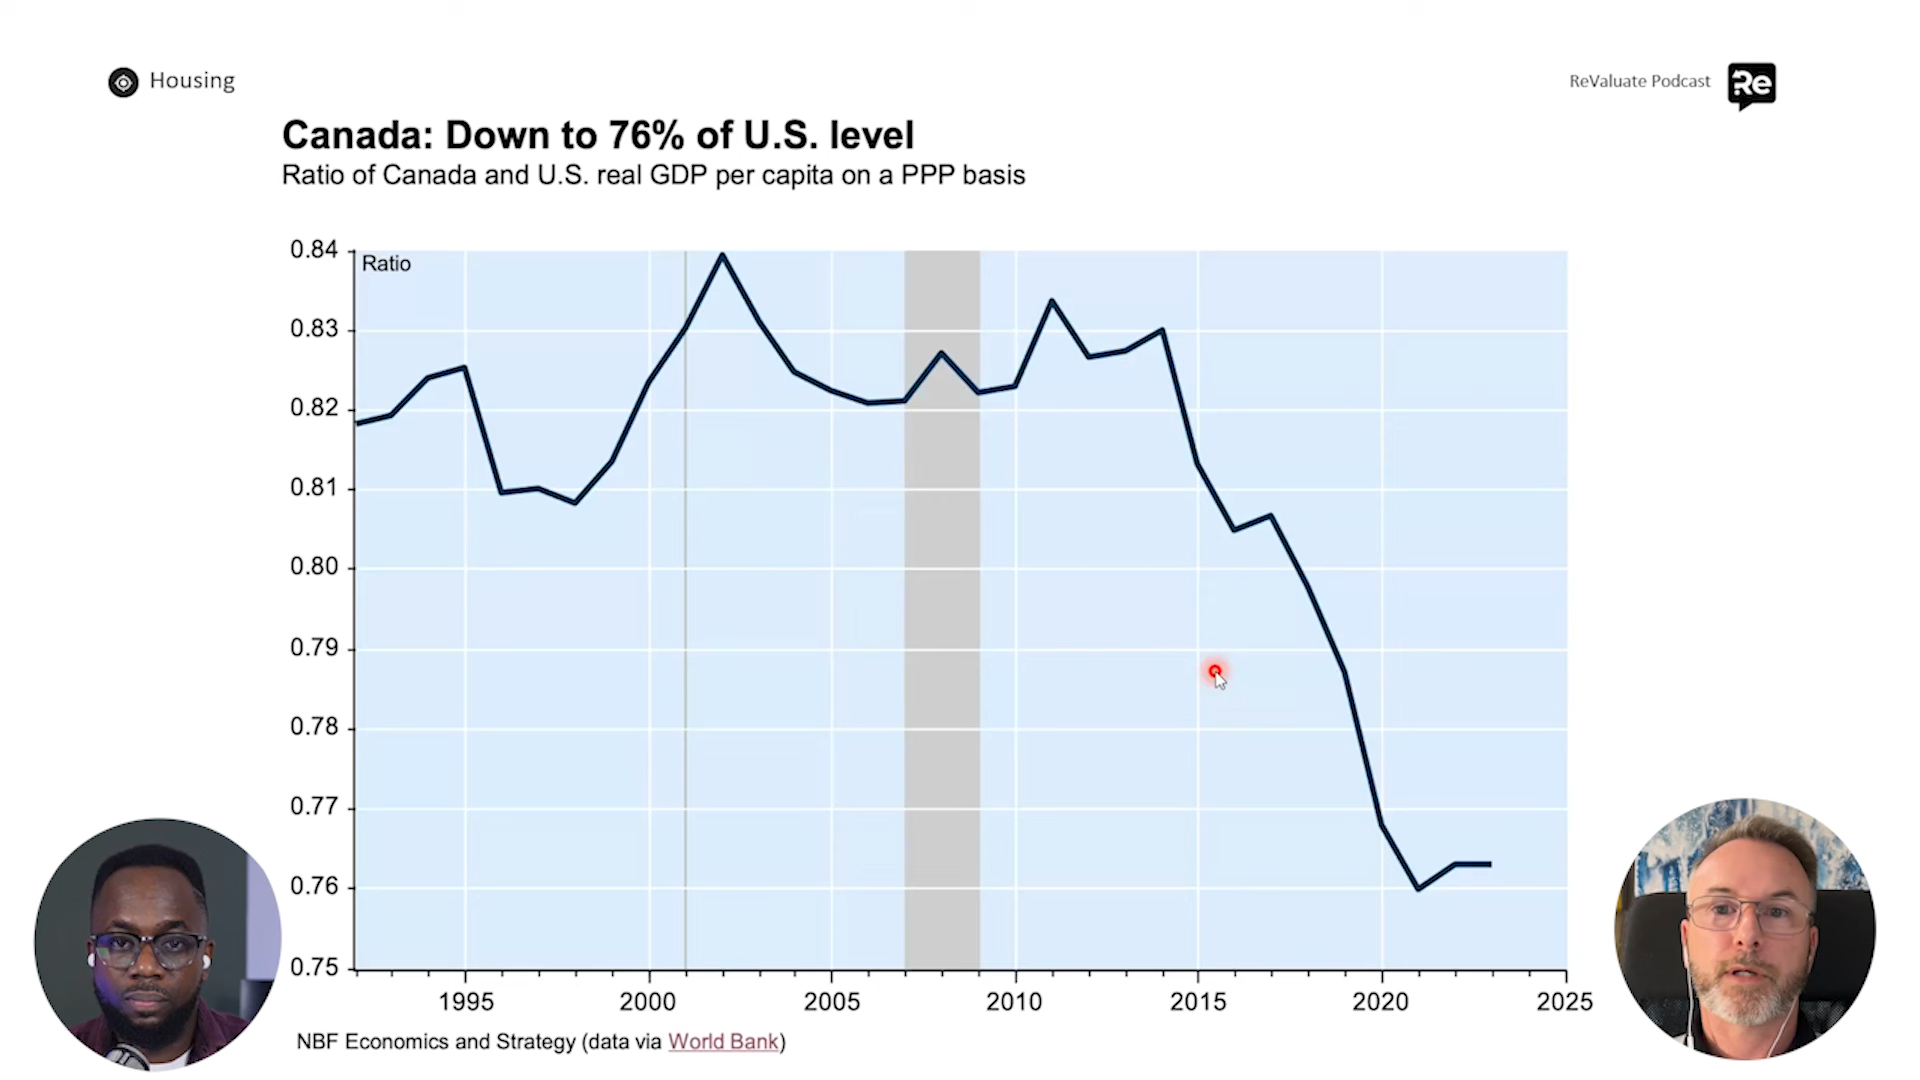 Housing
ReValuate Podcast
Re
Canada: Down to 76% of U.S. level
Ratio of Canada and U.S. real GDP per capita on a PPP basis
0.84
Ratio
0.83
0.82
0.81
0.80
0.79
0.78
0.77
0.76
0.75
1995 2000 2005 2010 2015 2020 2025
NBF Economics and Strategy (data via World Bank)